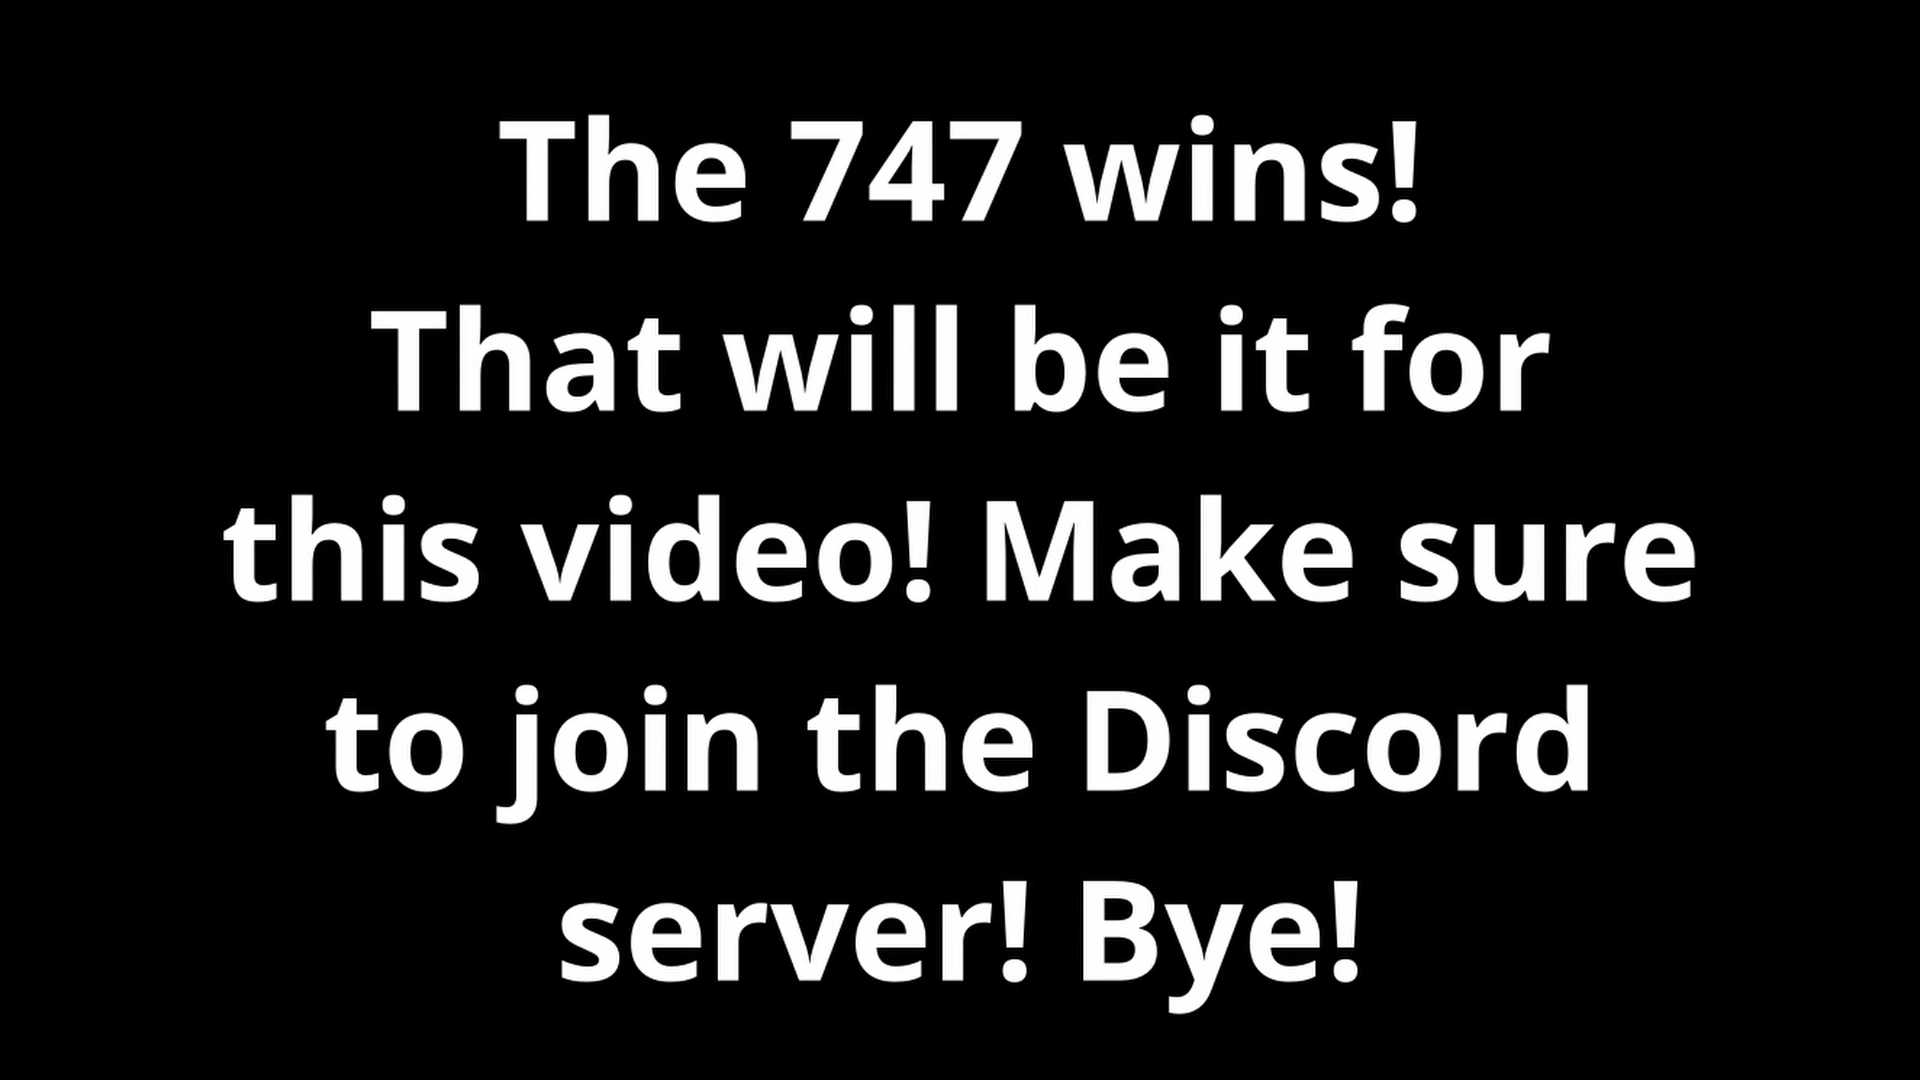 The 747 wins!
That will be it for
this video! Make sure
to join the Discord
server! Bye!